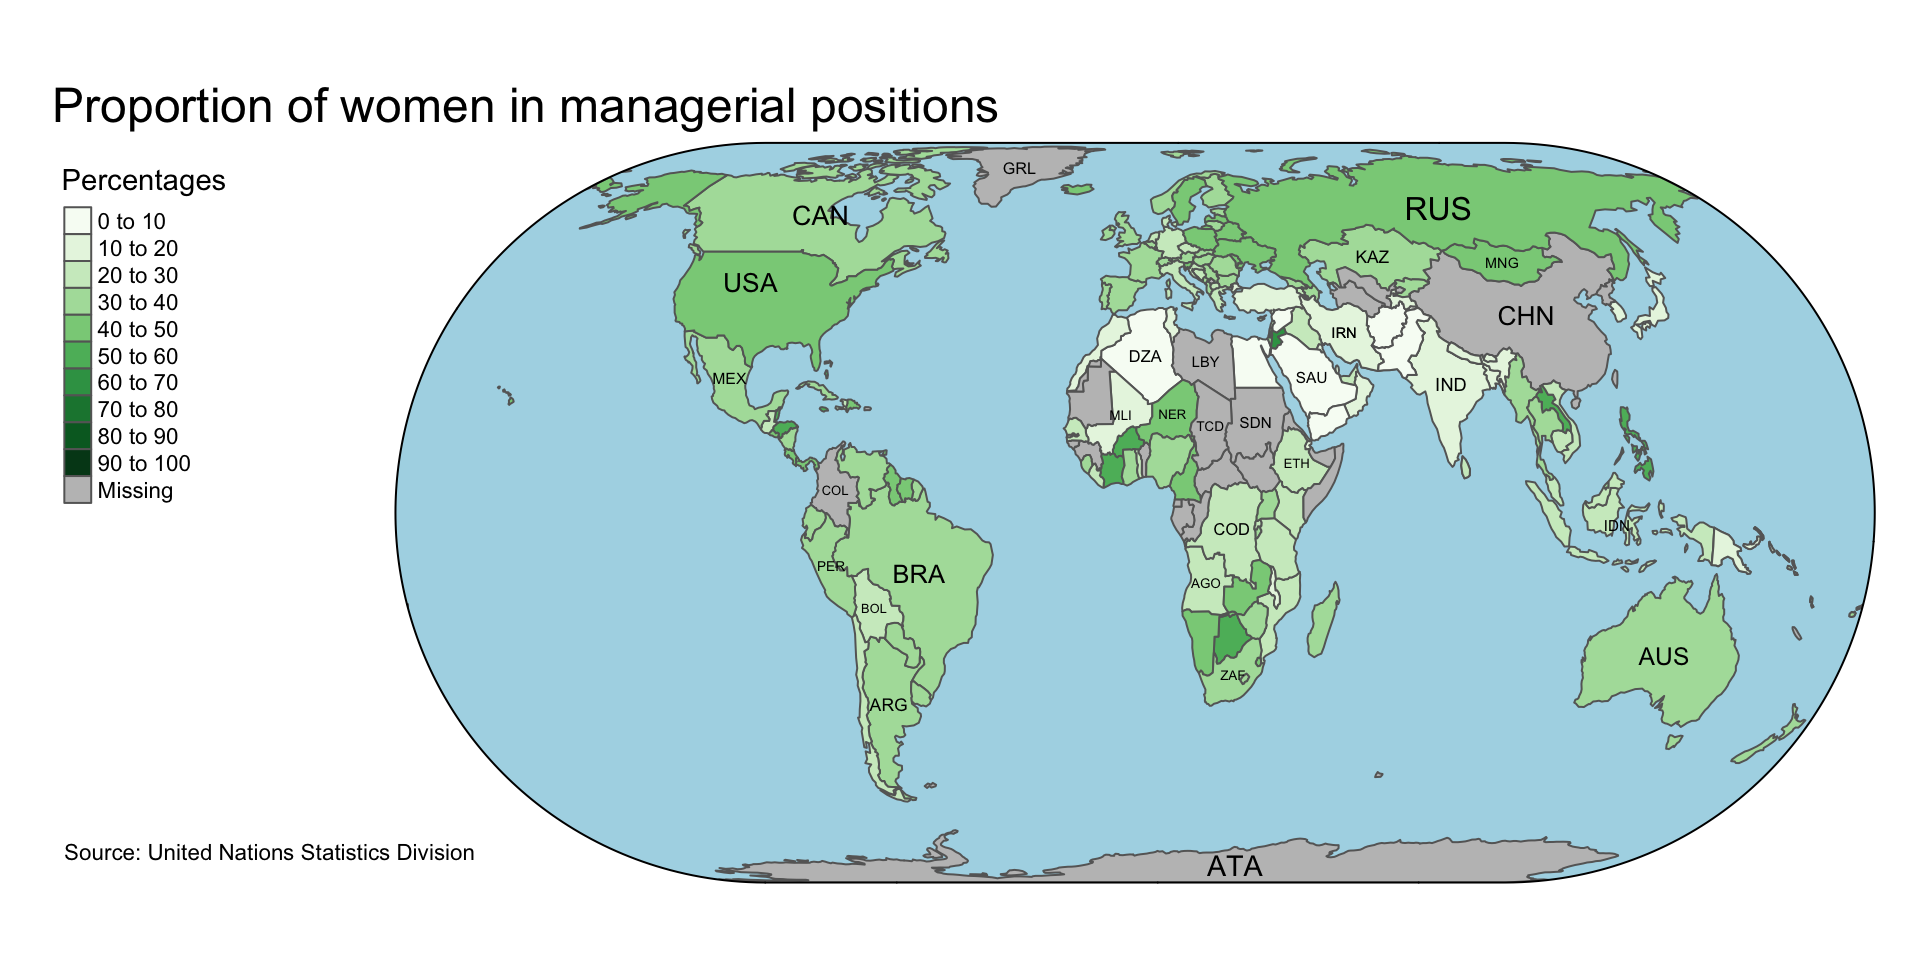 Proportion of women in managerial positions
Percentages
0 to 10
10 to 20
20 to 30
30 to 40
40 to 50
50 to 60
60 to 70
70 to 80
80 to 90
90 to 100
Missing
GRL
CAN
RUS
USA
KAZ
MNG
CHN
MEX
DZA
LBY
IRN
SAU
IND
MLI
NER
TCD
SDN
ETH
COL
COD
IDN
PER
BRA
AGO
BOL
ZAF
AUS
ARG
Source: United Nations Statistics Division
ATA